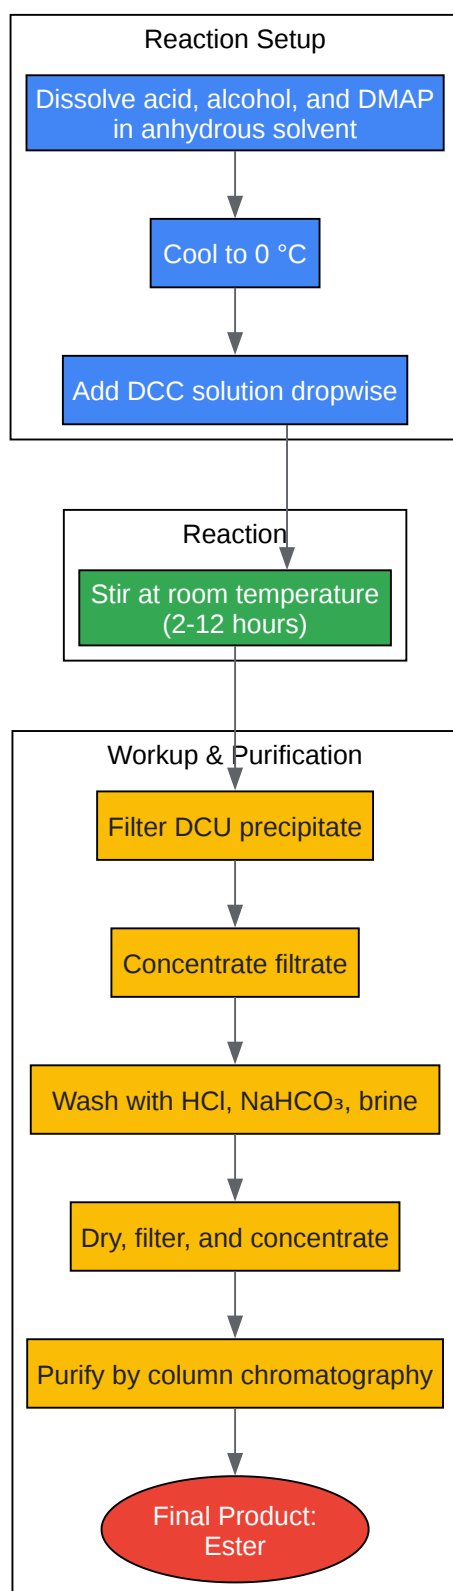 Reaction Setup
Dissolve acid, alcohol, and DMAP
in anhydrous solvent
Cool to 0 °C
Add DCC solution dropwise
Reaction
Stir at room temperature
(2-12 hours)
Workup & Purification
Filter DCU precipitate
Concentrate filtrate
Wash with HCl, NaHCO₃, brine
Dry, filter, and concentrate
Purify by column chromatography
Final Product:
Ester